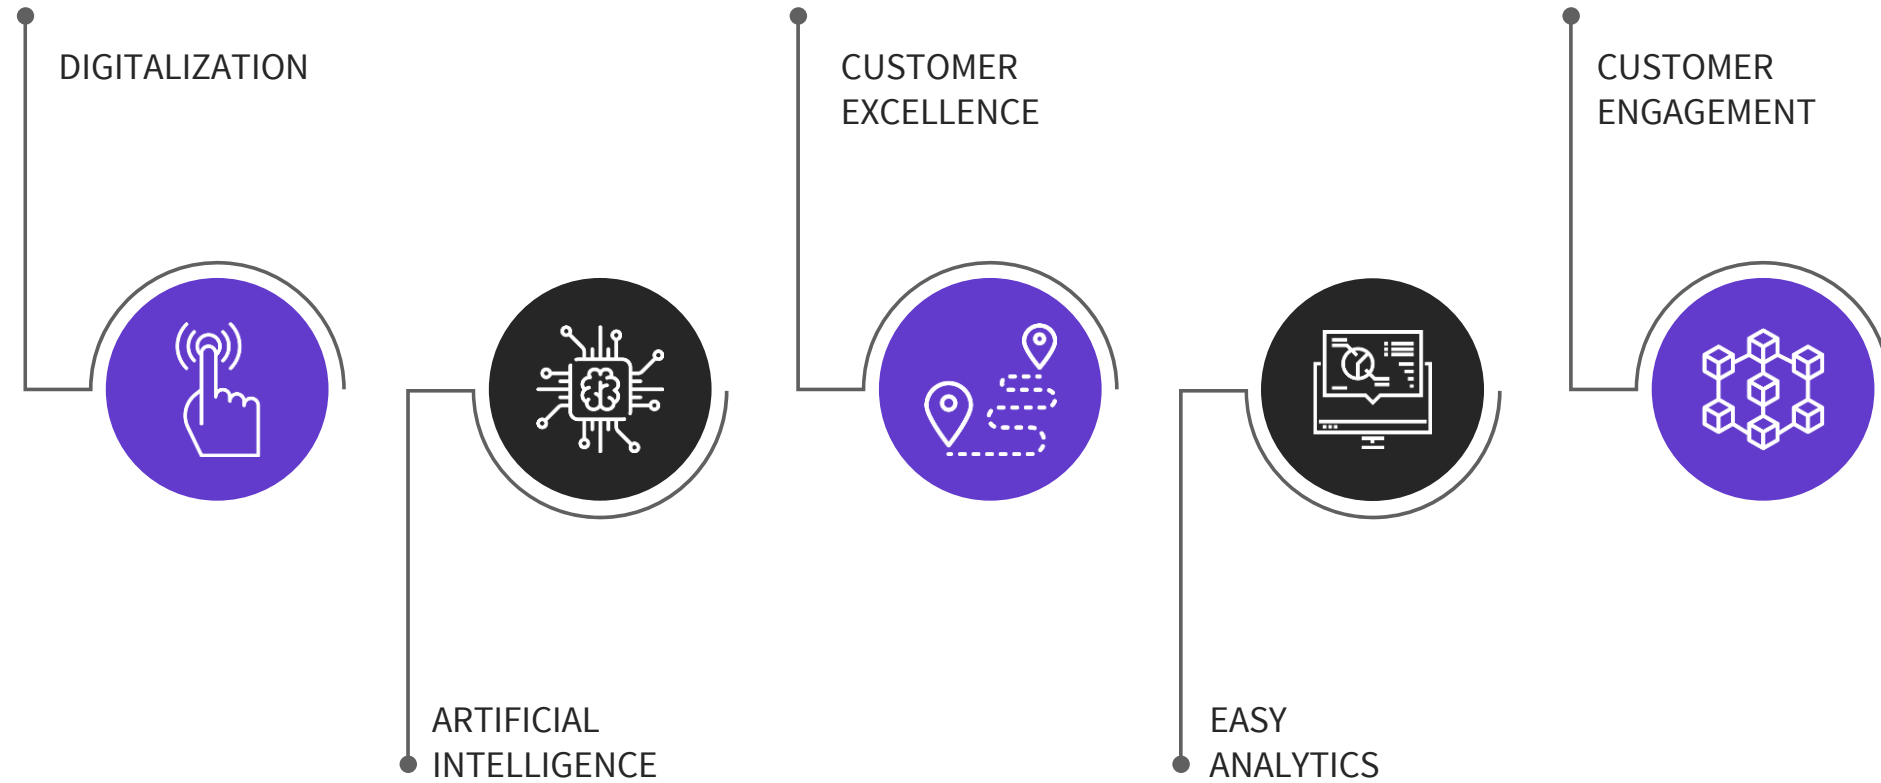 DIGITALIZATION
CUSTOMER
EXCELLENCE
CUSTOMER
ENGAGEMENT
ARTIFICIAL
INTELLIGENCE
EASY
ANALYTICS